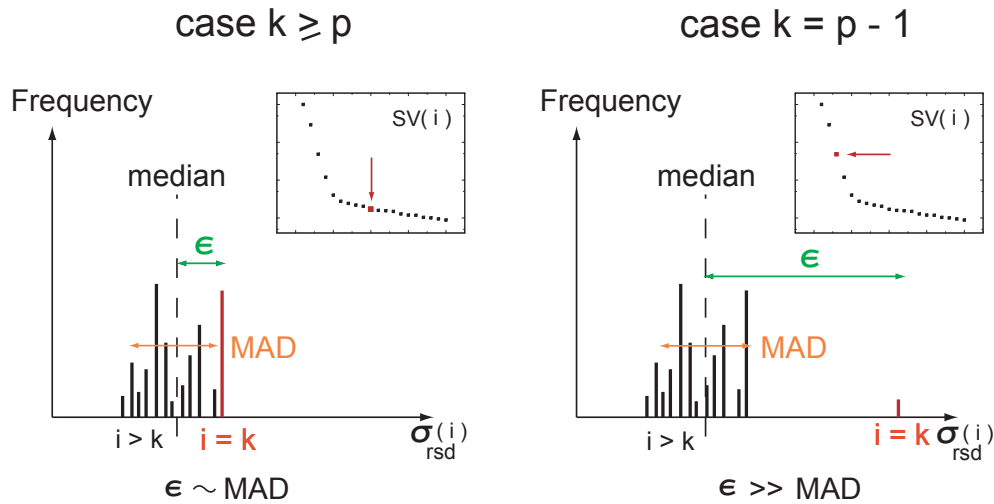 case k ≥ p
Frequency
SV( i )
median
ϵ
MAD
i > k
i = k
σ_rsd^( i )
ϵ ∼ MAD
case k = p - 1
Frequency
SV( i )
median
ϵ
MAD
i > k
i = k
σ_rsd^( i )
ϵ >> MAD